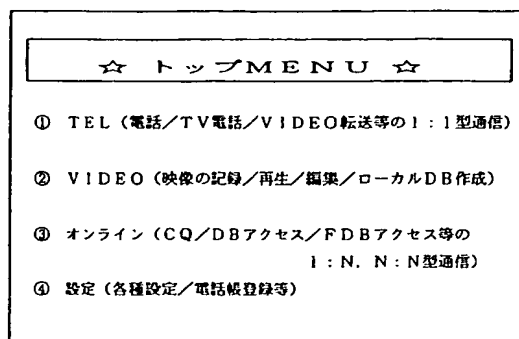 ☆ トップMENU ☆
① TEL（電話／TV電話／VIDEO転送等の1：1型通信）
② VIDEO（映像の記録／再生／編集／ローカルDB作成）
③ オンライン（CQ／DBアクセス／FDBアクセス等の
1：N，N：N型通信）
④ 設定（各種設定／電話帳登録等）